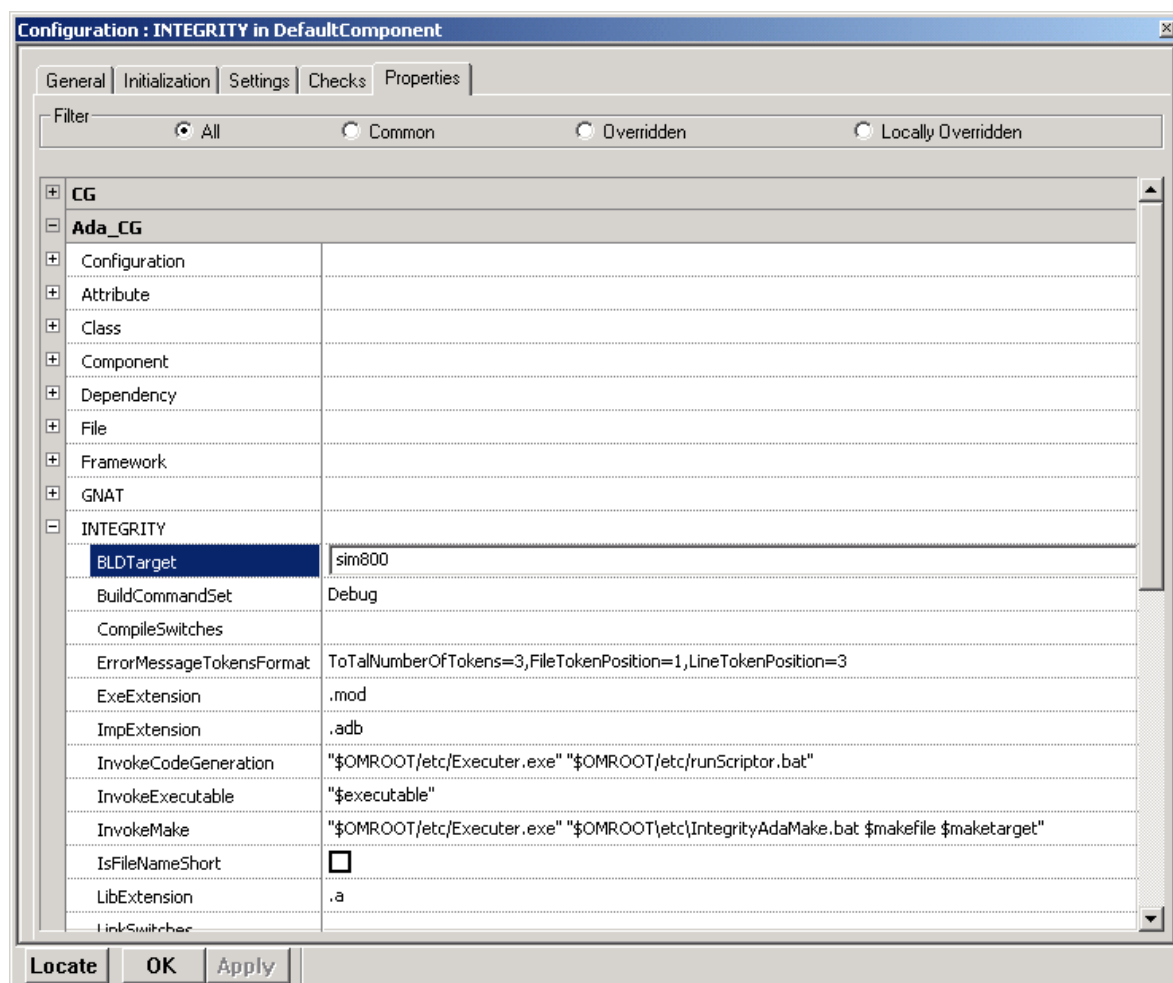 Configuration : INTEGRITY in DefaultComponent
General Initialization Settings Checks Properties
Filter
All Common Overridden Locally Overridden
CG
Ada_CG
Configuration
Attribute
Class
Component
Dependency
File
Framework
GNAT
INTEGRITY
BLDTarget sim800
BuildCommandSet Debug
CompileSwitches
ErrorMessageTokensFormat ToTalNumberOfTokens=3,FileTokenPosition=1,LineTokenPosition=3
ExeExtension .mod
ImpExtension .adb
InvokeCodeGeneration "$OMROOT/etc/Executer.exe" "$OMROOT/etc/runScriptor.bat"
InvokeExecutable "$executable"
InvokeMake "$OMROOT/etc/Executer.exe" "$OMROOT\etc\IntegrityAdaMake.bat $makefile $maketarget"
IsFileNameShort
LibExtension .a
LinkSwitches
Locate OK Apply